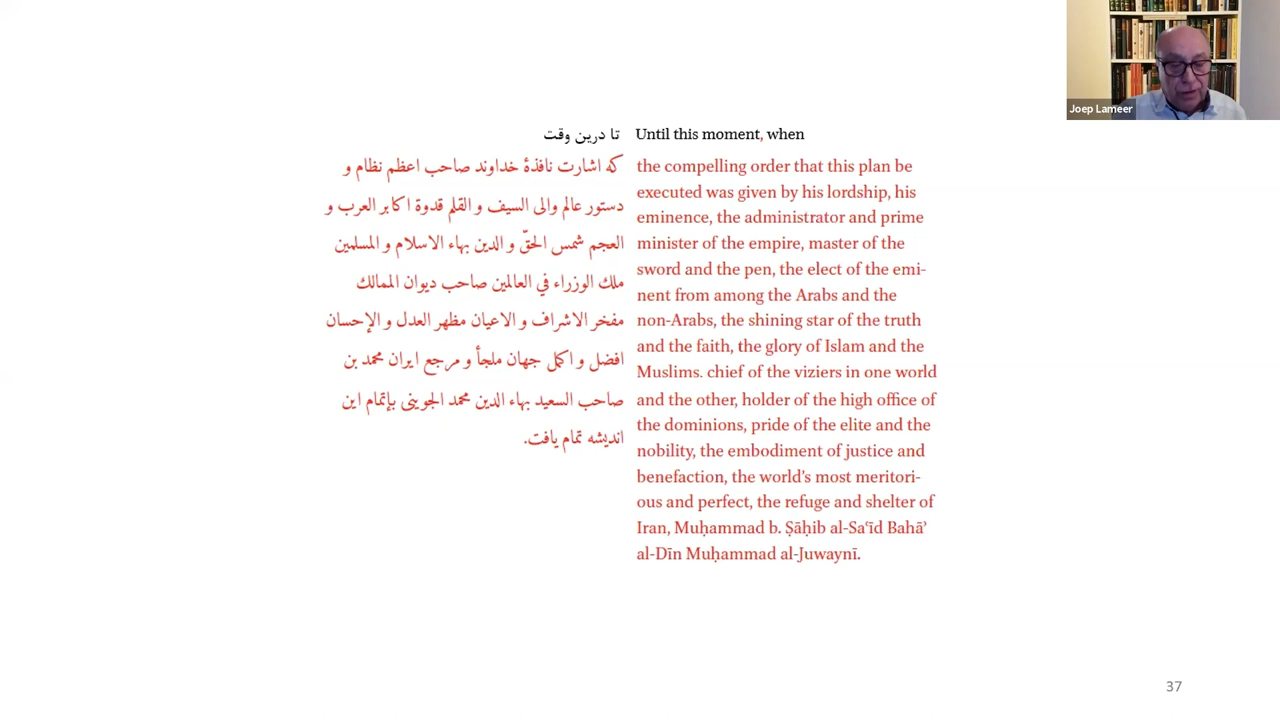 Joep Lameer
تا درین وقت
که اشارت نافذهٔ خداوند صاحب اعظم نظام و
دستور عالم والی السیف و القلم قدوة اکابر العرب و
العجم شمس الحقّ و الدین بهاء الاسلام و المسلمین
ملك الوزراء في العالمین صاحب دیوان الممالك
مفخر الاشراف و الاعیان مظهر العدل و الإحسان
افضل و اکمل جهان ملجأ و مرجع ایران محمد بن
صاحب السعید بهاء الدین محمد الجوینی بإتمام این
اندیشه تمام یافت.
Until this moment, when
the compelling order that this plan be
executed was given by his lordship, his
eminence, the administrator and prime
minister of the empire, master of the
sword and the pen, the elect of the emi-
nent from among the Arabs and the
non-Arabs, the shining star of the truth
and the faith, the glory of Islam and the
Muslims. chief of the viziers in one world
and the other, holder of the high office of
the dominions, pride of the elite and the
nobility, the embodiment of justice and
benefaction, the world’s most meritori-
ous and perfect, the refuge and shelter of
Iran, Muḥammad b. Ṣāḥib al-Saʿīd Bahāʾ
al-Dīn Muḥammad al-Juwaynī.
37